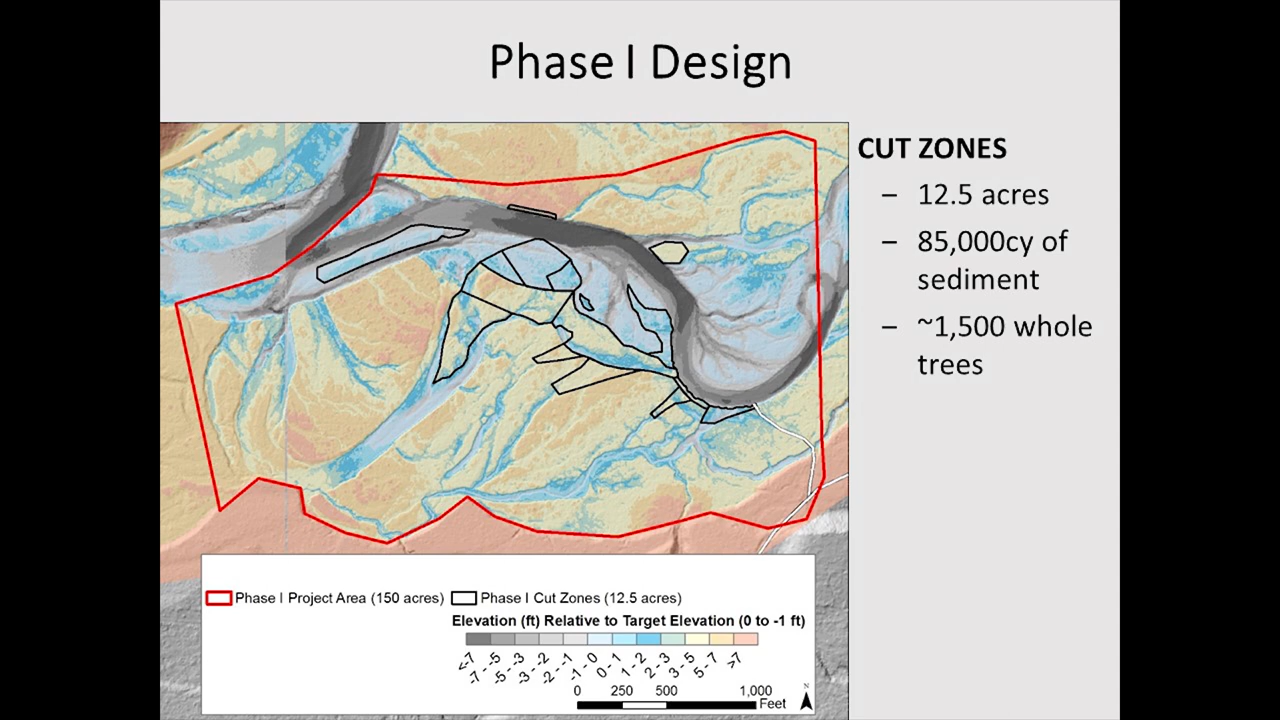 Phase I Design
CUT ZONES
– 12.5 acres
– 85,000cy of
sediment
– ~1,500 whole
trees
Phase I Project Area (150 acres)
Phase I Cut Zones (12.5 acres)
Elevation (ft) Relative to Target Elevation (0 to -1 ft)
<-7
-7 - -5
-5 - -3
-3 - -2
-2 - -1
-1 - 0
0 - 1
1 - 2
2 - 3
3 - 5
5 - 7
>7
0 250 500 1,000
Feet
N